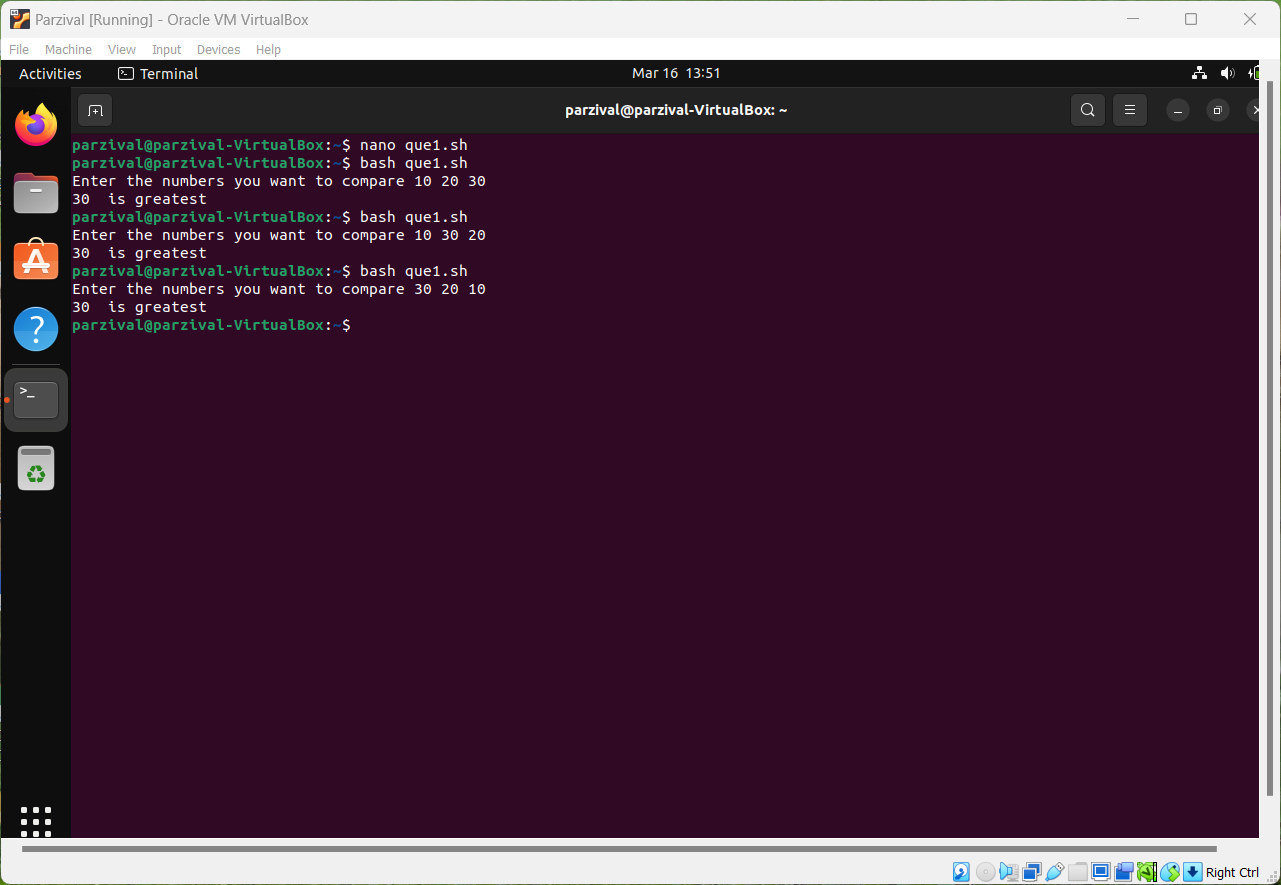 Parzival [Running] - Oracle VM VirtualBox
File Machine View Input Devices Help
Activities Terminal Mar 16 13:51
parzival@parzival-VirtualBox: ~
parzival@parzival-VirtualBox:~$ nano que1.sh
parzival@parzival-VirtualBox:~$ bash que1.sh
Enter the numbers you want to compare 10 20 30
30  is greatest
parzival@parzival-VirtualBox:~$ bash que1.sh
Enter the numbers you want to compare 10 30 20
30  is greatest
parzival@parzival-VirtualBox:~$ bash que1.sh
Enter the numbers you want to compare 30 20 10
30  is greatest
parzival@parzival-VirtualBox:~$
Right Ctrl